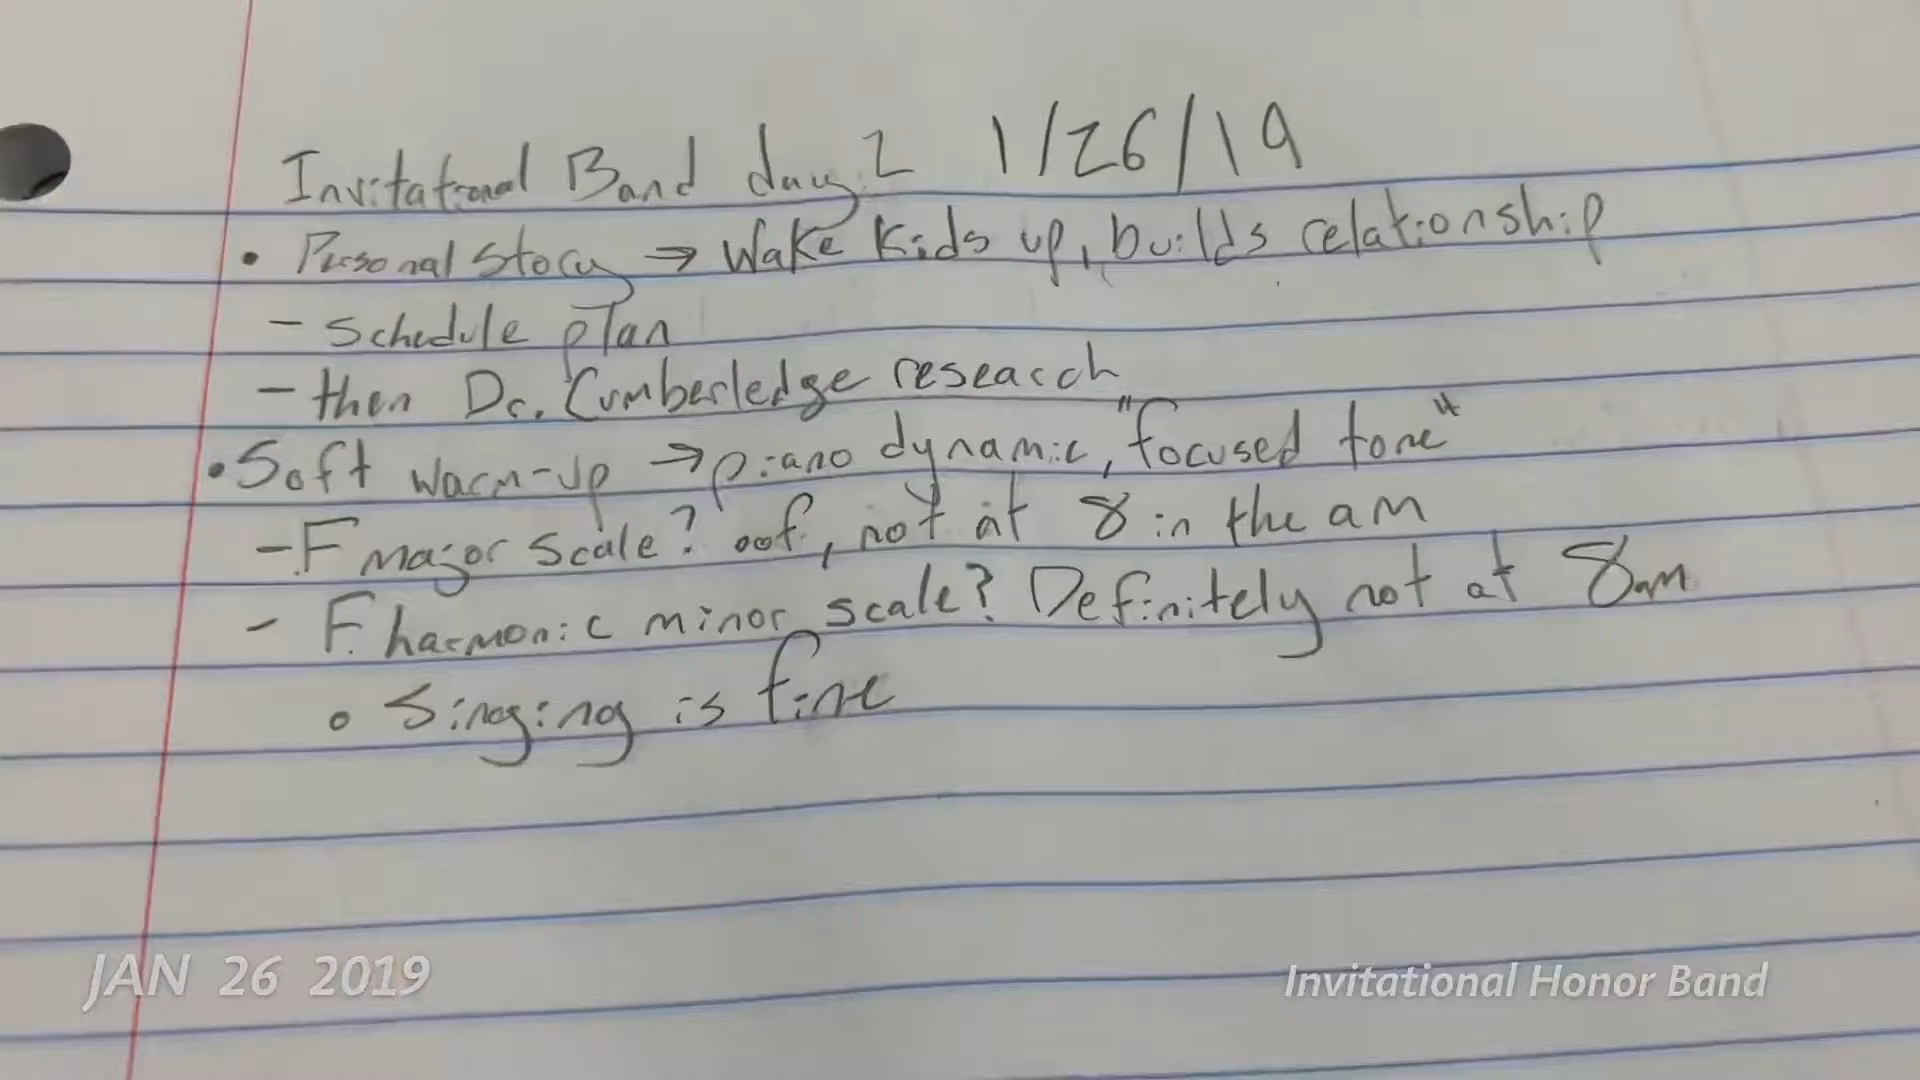 Invitational Band day 2 1/26/19
• Personal Story → Wake Kids up, builds relationship
- Schedule plan
- then Dr. Cumberledge research
• Soft warm-up → piano dynamic, "focused tone"
- F major scale? oof, not at 8 in the am
- F harmonic minor scale? Definitely not at 8am
○ Singing is fine
JAN 26 2019
Invitational Honor Band